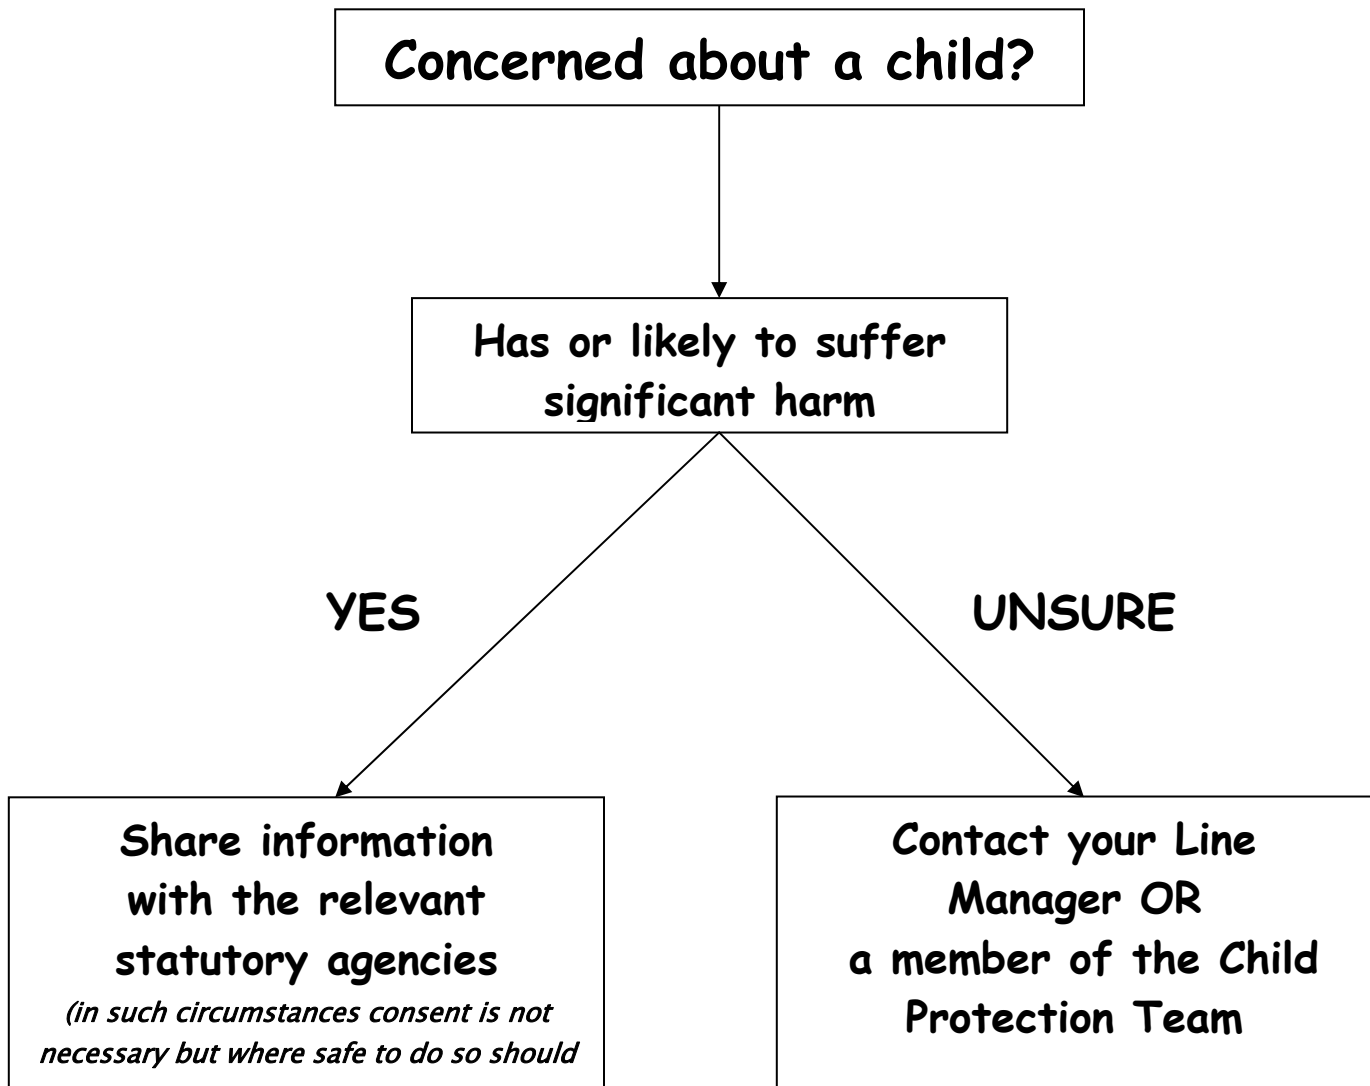 Concerned about a child?
Has or likely to suffer
significant harm
YES
UNSURE
Share information
with the relevant
statutory agencies
(in such circumstances consent is not
necessary but where safe to do so should
Contact your Line
Manager OR
a member of the Child
Protection Team